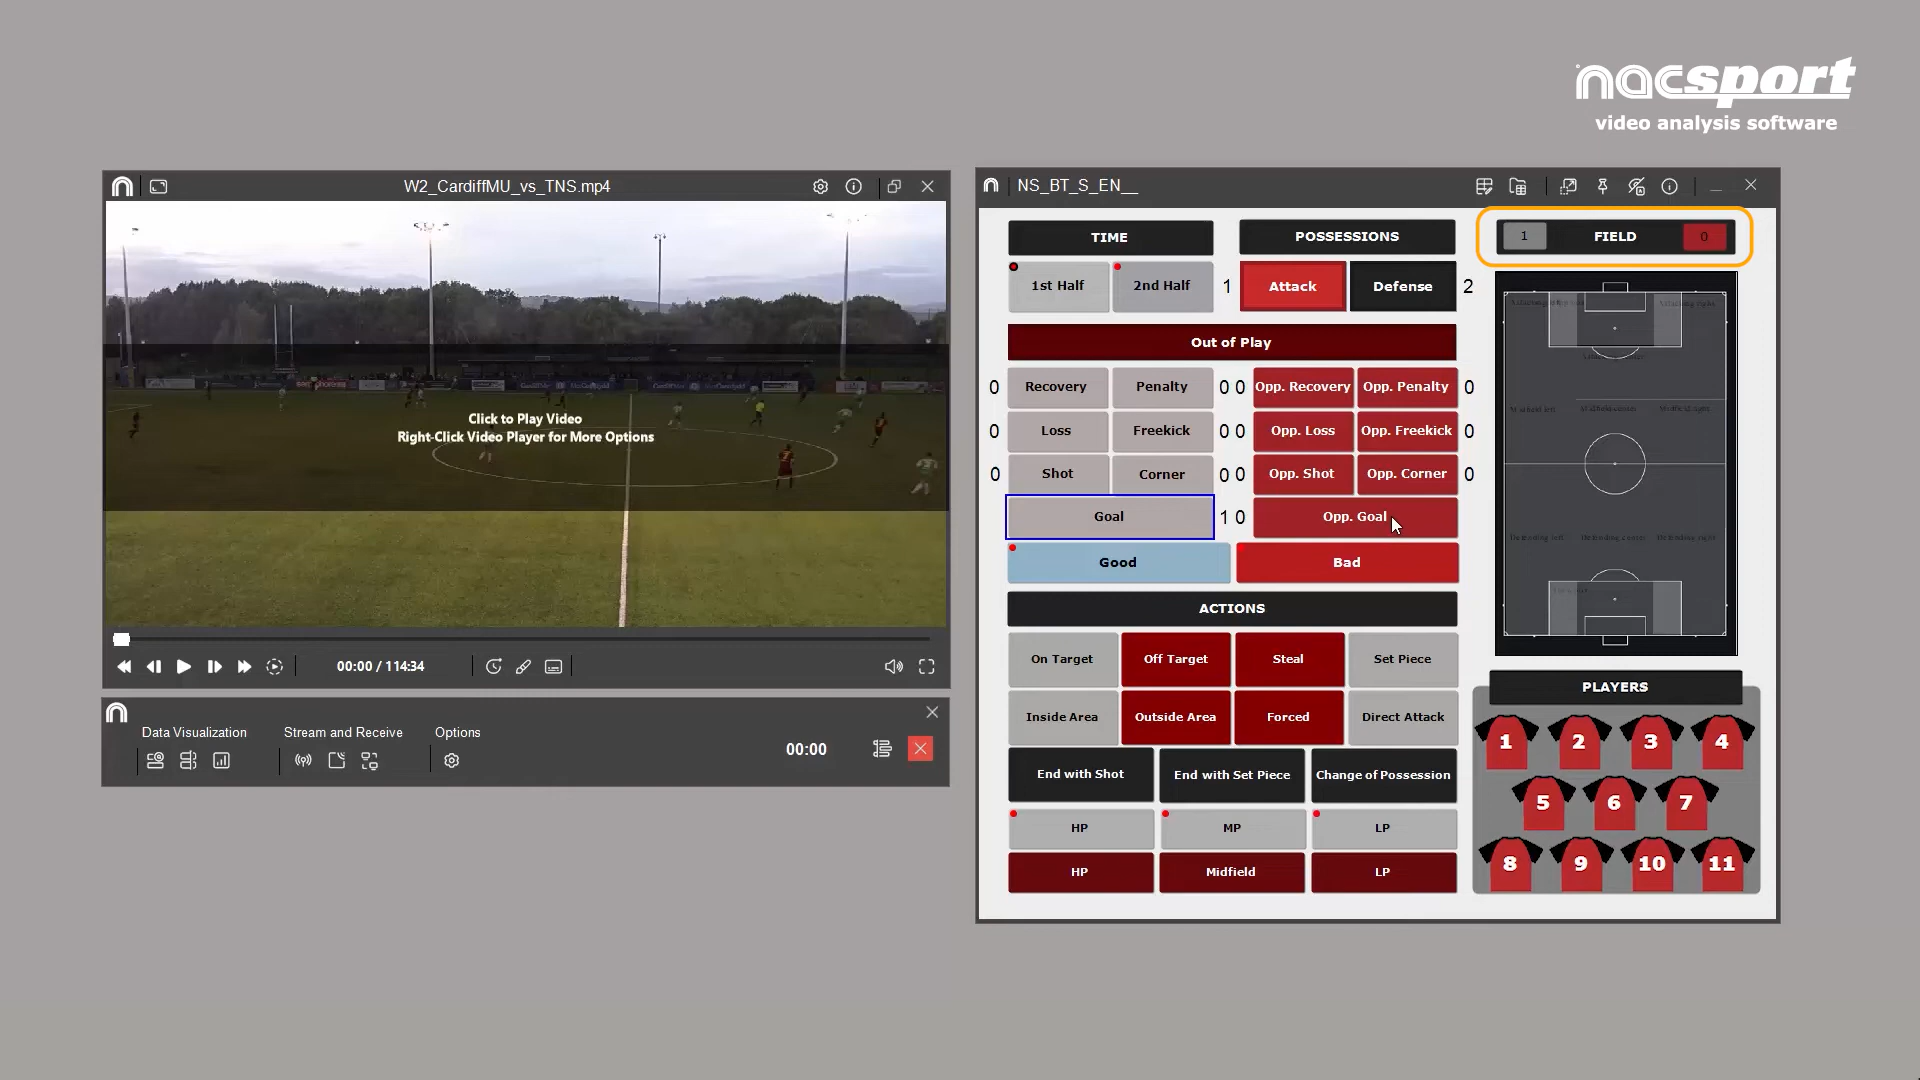 nacsport
video analysis software
W2_CardiffMU_vs_TNS.mp4
Click to Play Video
Right-Click Video Player for More Options
00:00 / 114:34
Data Visualization
Stream and Receive
Options
00:00
NS_BT_S_EN__
TIME
POSSESSIONS
1 FIELD 0
1st Half 2nd Half 1 Attack Defense 2
Out of Play
0 Recovery Penalty 0 0 Opp. Recovery Opp. Penalty 0
0 Loss Freekick 0 0 Opp. Loss Opp. Freekick 0
0 Shot Corner 0 0 Opp. Shot Opp. Corner 0
Goal 1 0 Opp. Goal
Good Bad
ACTIONS
On Target Off Target Steal Set Piece
Inside Area Outside Area Forced Direct Attack
End with Shot End with Set Piece Change of Possession
HP MP LP
HP Midfield LP
PLAYERS
1 2 3 4
5 6 7
8 9 10 11